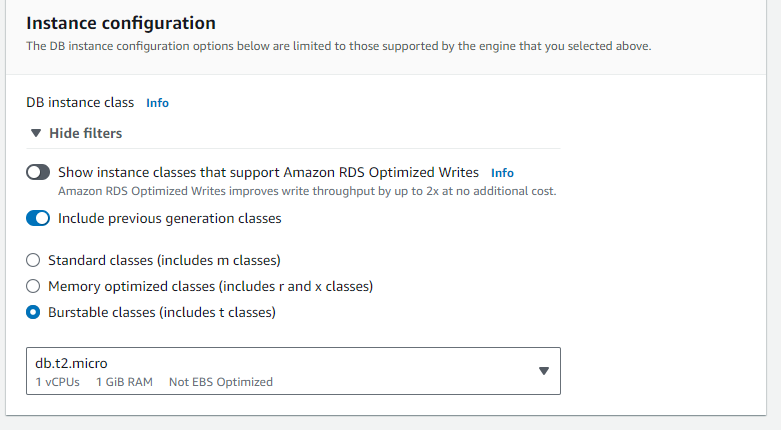 Instance configuration
The DB instance configuration options below are limited to those supported by the engine that you selected above.
DB instance class Info
Hide filters
Show instance classes that support Amazon RDS Optimized Writes Info
Amazon RDS Optimized Writes improves write throughput by up to 2x at no additional cost.
Include previous generation classes
Standard classes (includes m classes)
Memory optimized classes (includes r and x classes)
Burstable classes (includes t classes)
db.t2.micro
1 vCPUs 1 GiB RAM Not EBS Optimized